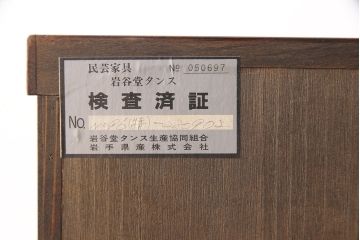 民芸家具 № 050697
岩谷堂タンス
検査済証
No.
岩谷堂タンス生産協同組合
岩手県産株式会社